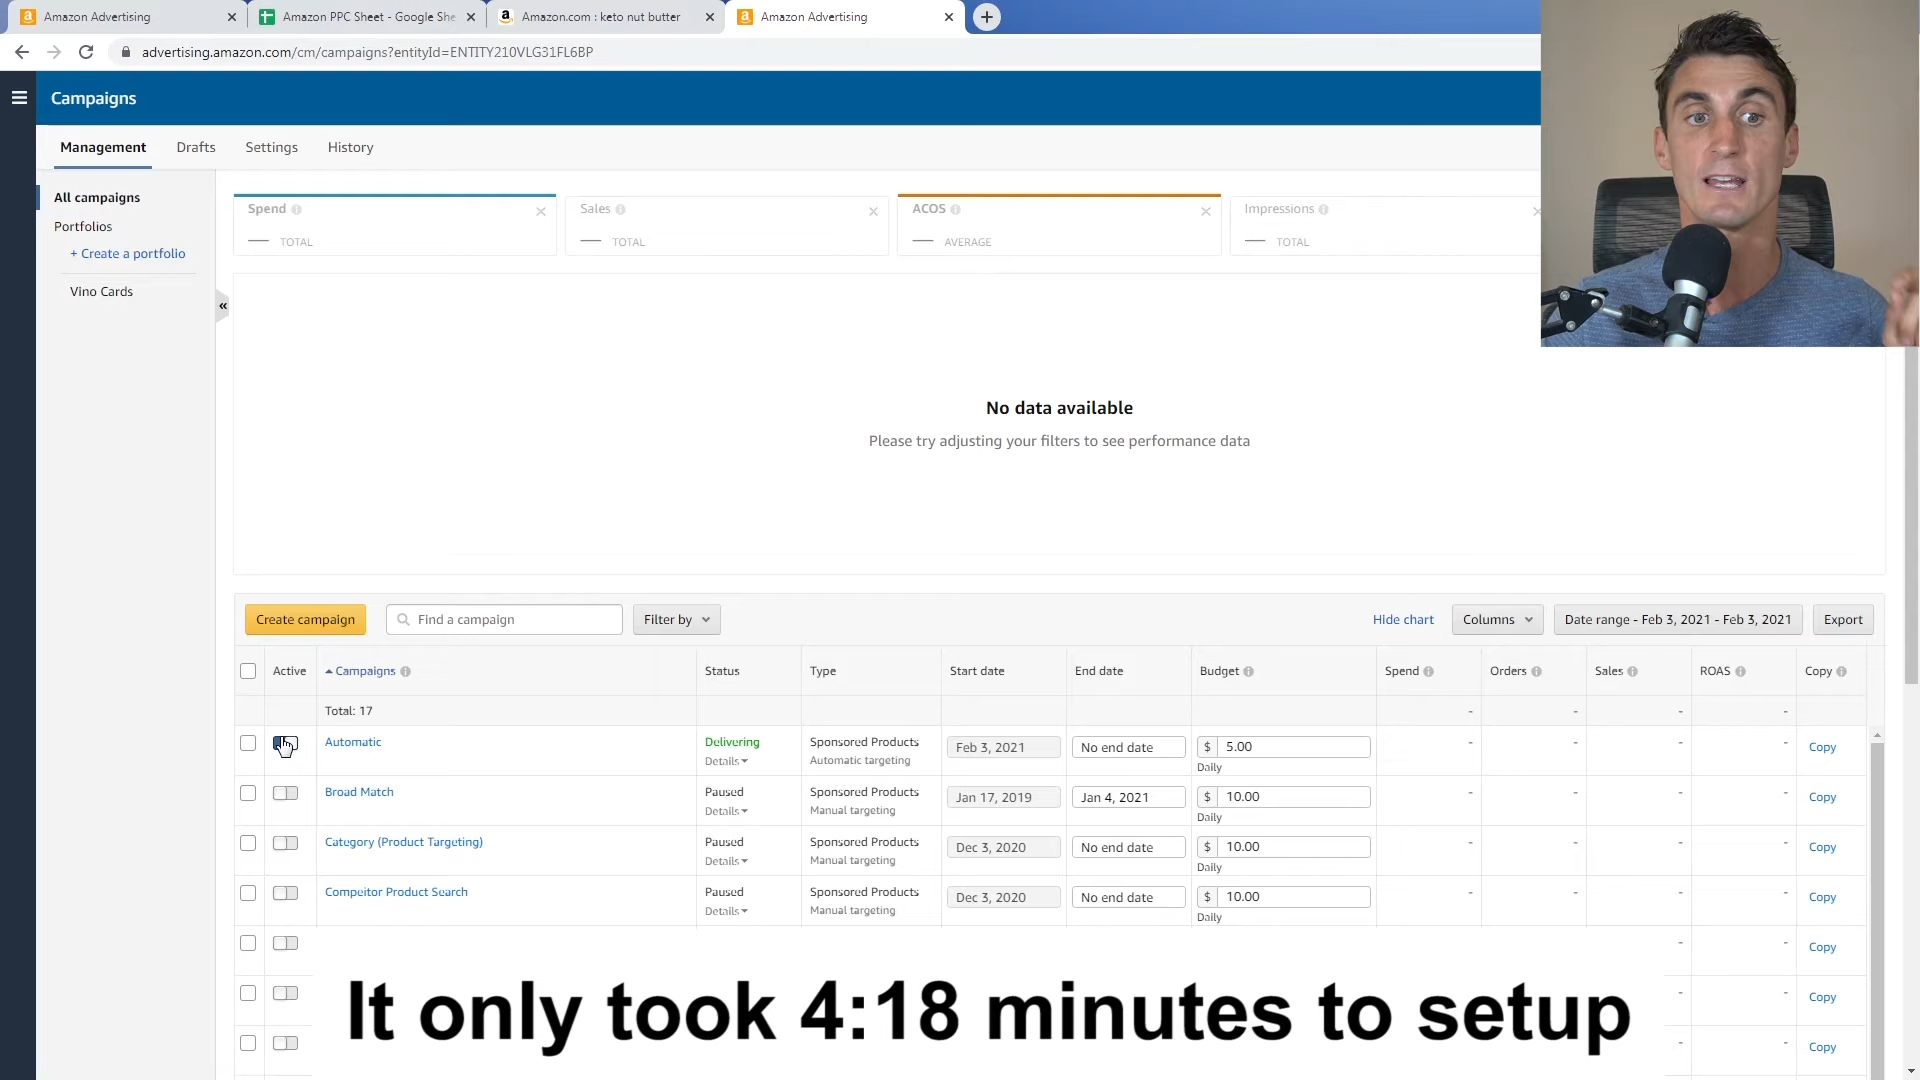 Amazon Advertising
Amazon PPC Sheet - Google She
Amazon.com : keto nut butter
Amazon Advertising
advertising.amazon.com/cm/campaigns?entityId=ENTITY210VLG31FL6BP
Campaigns
Management Drafts Settings History
All campaigns
Portfolios
+ Create a portfolio
Vino Cards
«
Spend
TOTAL
Sales
TOTAL
ACOS
AVERAGE
Impressions
TOTAL
No data available
Please try adjusting your filters to see performance data
Create campaign Find a campaign Filter by Hide chart Columns Date range - Feb 3, 2021 - Feb 3, 2021 Export
Active Campaigns Status Type Start date End date Budget Spend Orders Sales ROAS Copy
Total: 17 - - - -
Automatic Delivering Sponsored Products Feb 3, 2021 No end date $ 5.00 - - - - Copy
Details Automatic targeting Daily
Broad Match Paused Sponsored Products Jan 17, 2019 Jan 4, 2021 $ 10.00 - - - - Copy
Details Manual targeting Daily
Category (Product Targeting) Paused Sponsored Products Dec 3, 2020 No end date $ 10.00 - - - - Copy
Details Manual targeting Daily
Compeitor Product Search Paused Sponsored Products Dec 3, 2020 No end date $ 10.00 - - - - Copy
Details Manual targeting Daily
- - Copy
- - Copy
- - Copy
It only took 4:18 minutes to setup